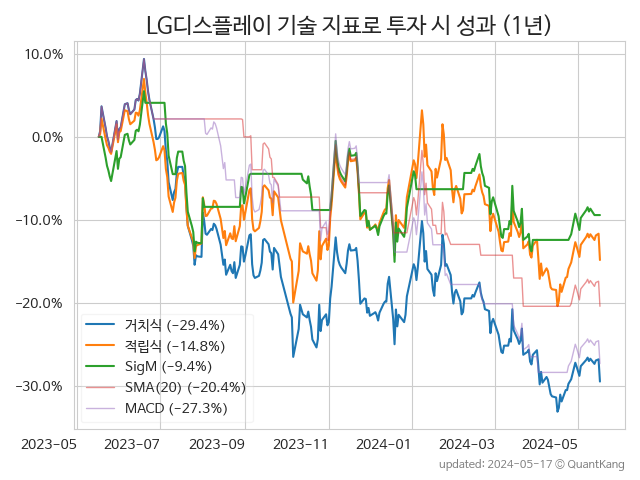 LG디스플레이 기술 지표로 투자 시 성과 (1년)
10.0%
0.0%
−10.0%
−20.0%
−30.0%
거치식 (−29.4%)
적립식 (−14.8%)
SigM (−9.4%)
SMA(20) (−20.4%)
MACD (−27.3%)
2023−05
2023−07
2023−09
2023−11
2024−01
2024−03
2024−05
updated: 2024−05−17 © QuantKang